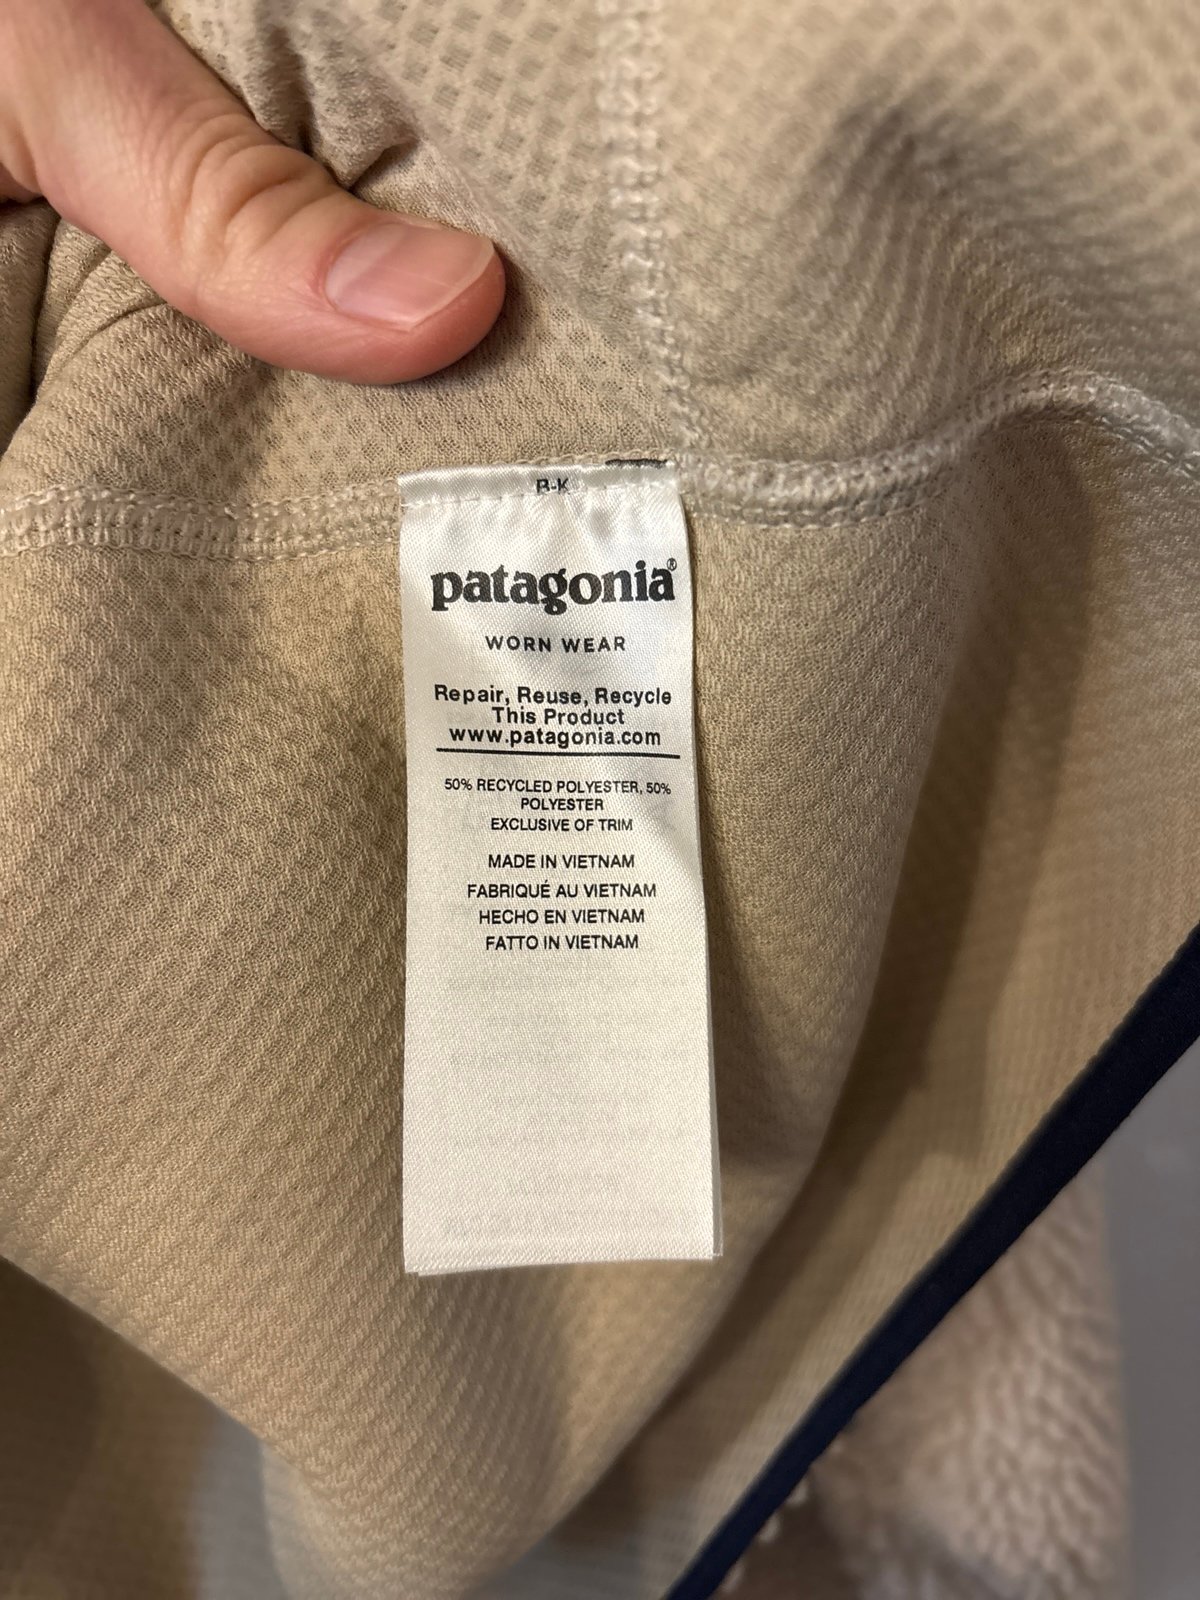 B-K
patagonia®
WORN WEAR
Repair, Reuse, Recycle
This Product
www.patagonia.com
50% RECYCLED POLYESTER, 50%
POLYESTER
EXCLUSIVE OF TRIM
MADE IN VIETNAM
FABRIQUÉ AU VIETNAM
HECHO EN VIETNAM
FATTO IN VIETNAM